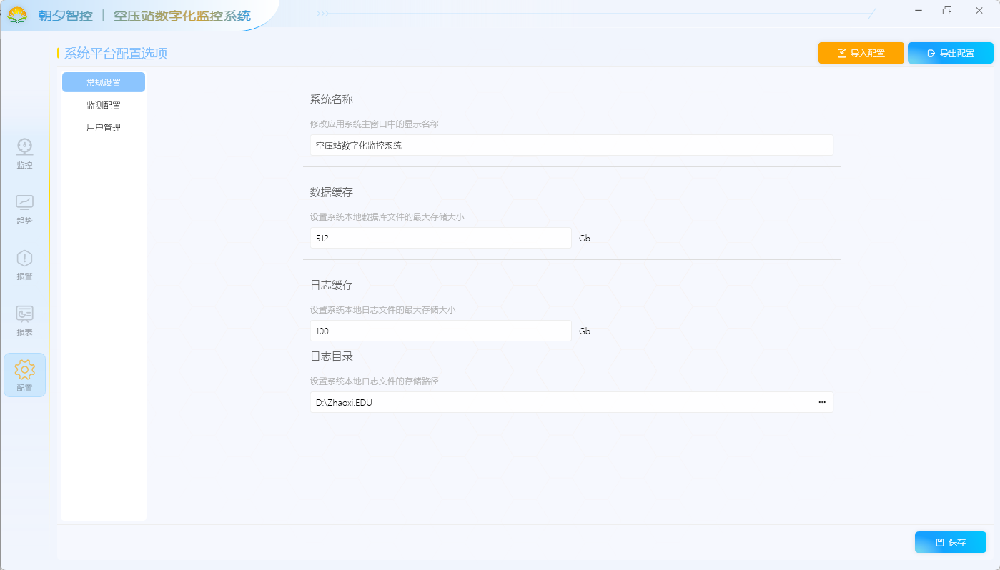 朝夕智控 | 空压站数字化监控系统
系统平台配置选项
导入配置
导出配置
常规设置
监测配置
用户管理
监控
趋势
报警
报表
配置
系统名称
修改应用系统主窗口中的显示名称
空压站数字化监控系统
数据缓存
设置系统本地数据库文件的最大存储大小
512 Gb
日志缓存
设置系统本地日志文件的最大存储大小
100 Gb
日志目录
设置系统本地日志文件的存储路径
D:\Zhaoxi.EDU ...
保存